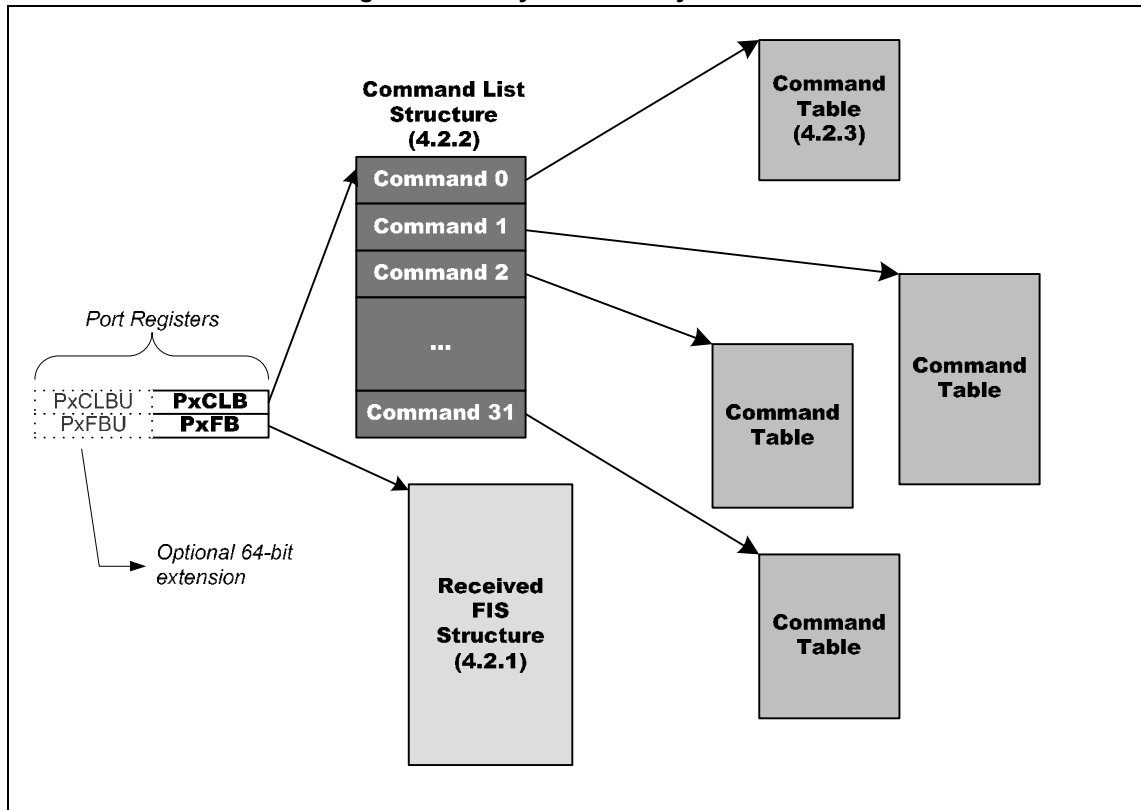 Command List
Structure
(4.2.2)
Command 0
Command 1
Command 2
...
Command 31
Command
Table
(4.2.3)
Command
Table
Command
Table
Command
Table
Port Registers
PxCLBU PxCLB
PxFBU PxFB
Optional 64-bit
extension
Received
FIS
Structure
(4.2.1)